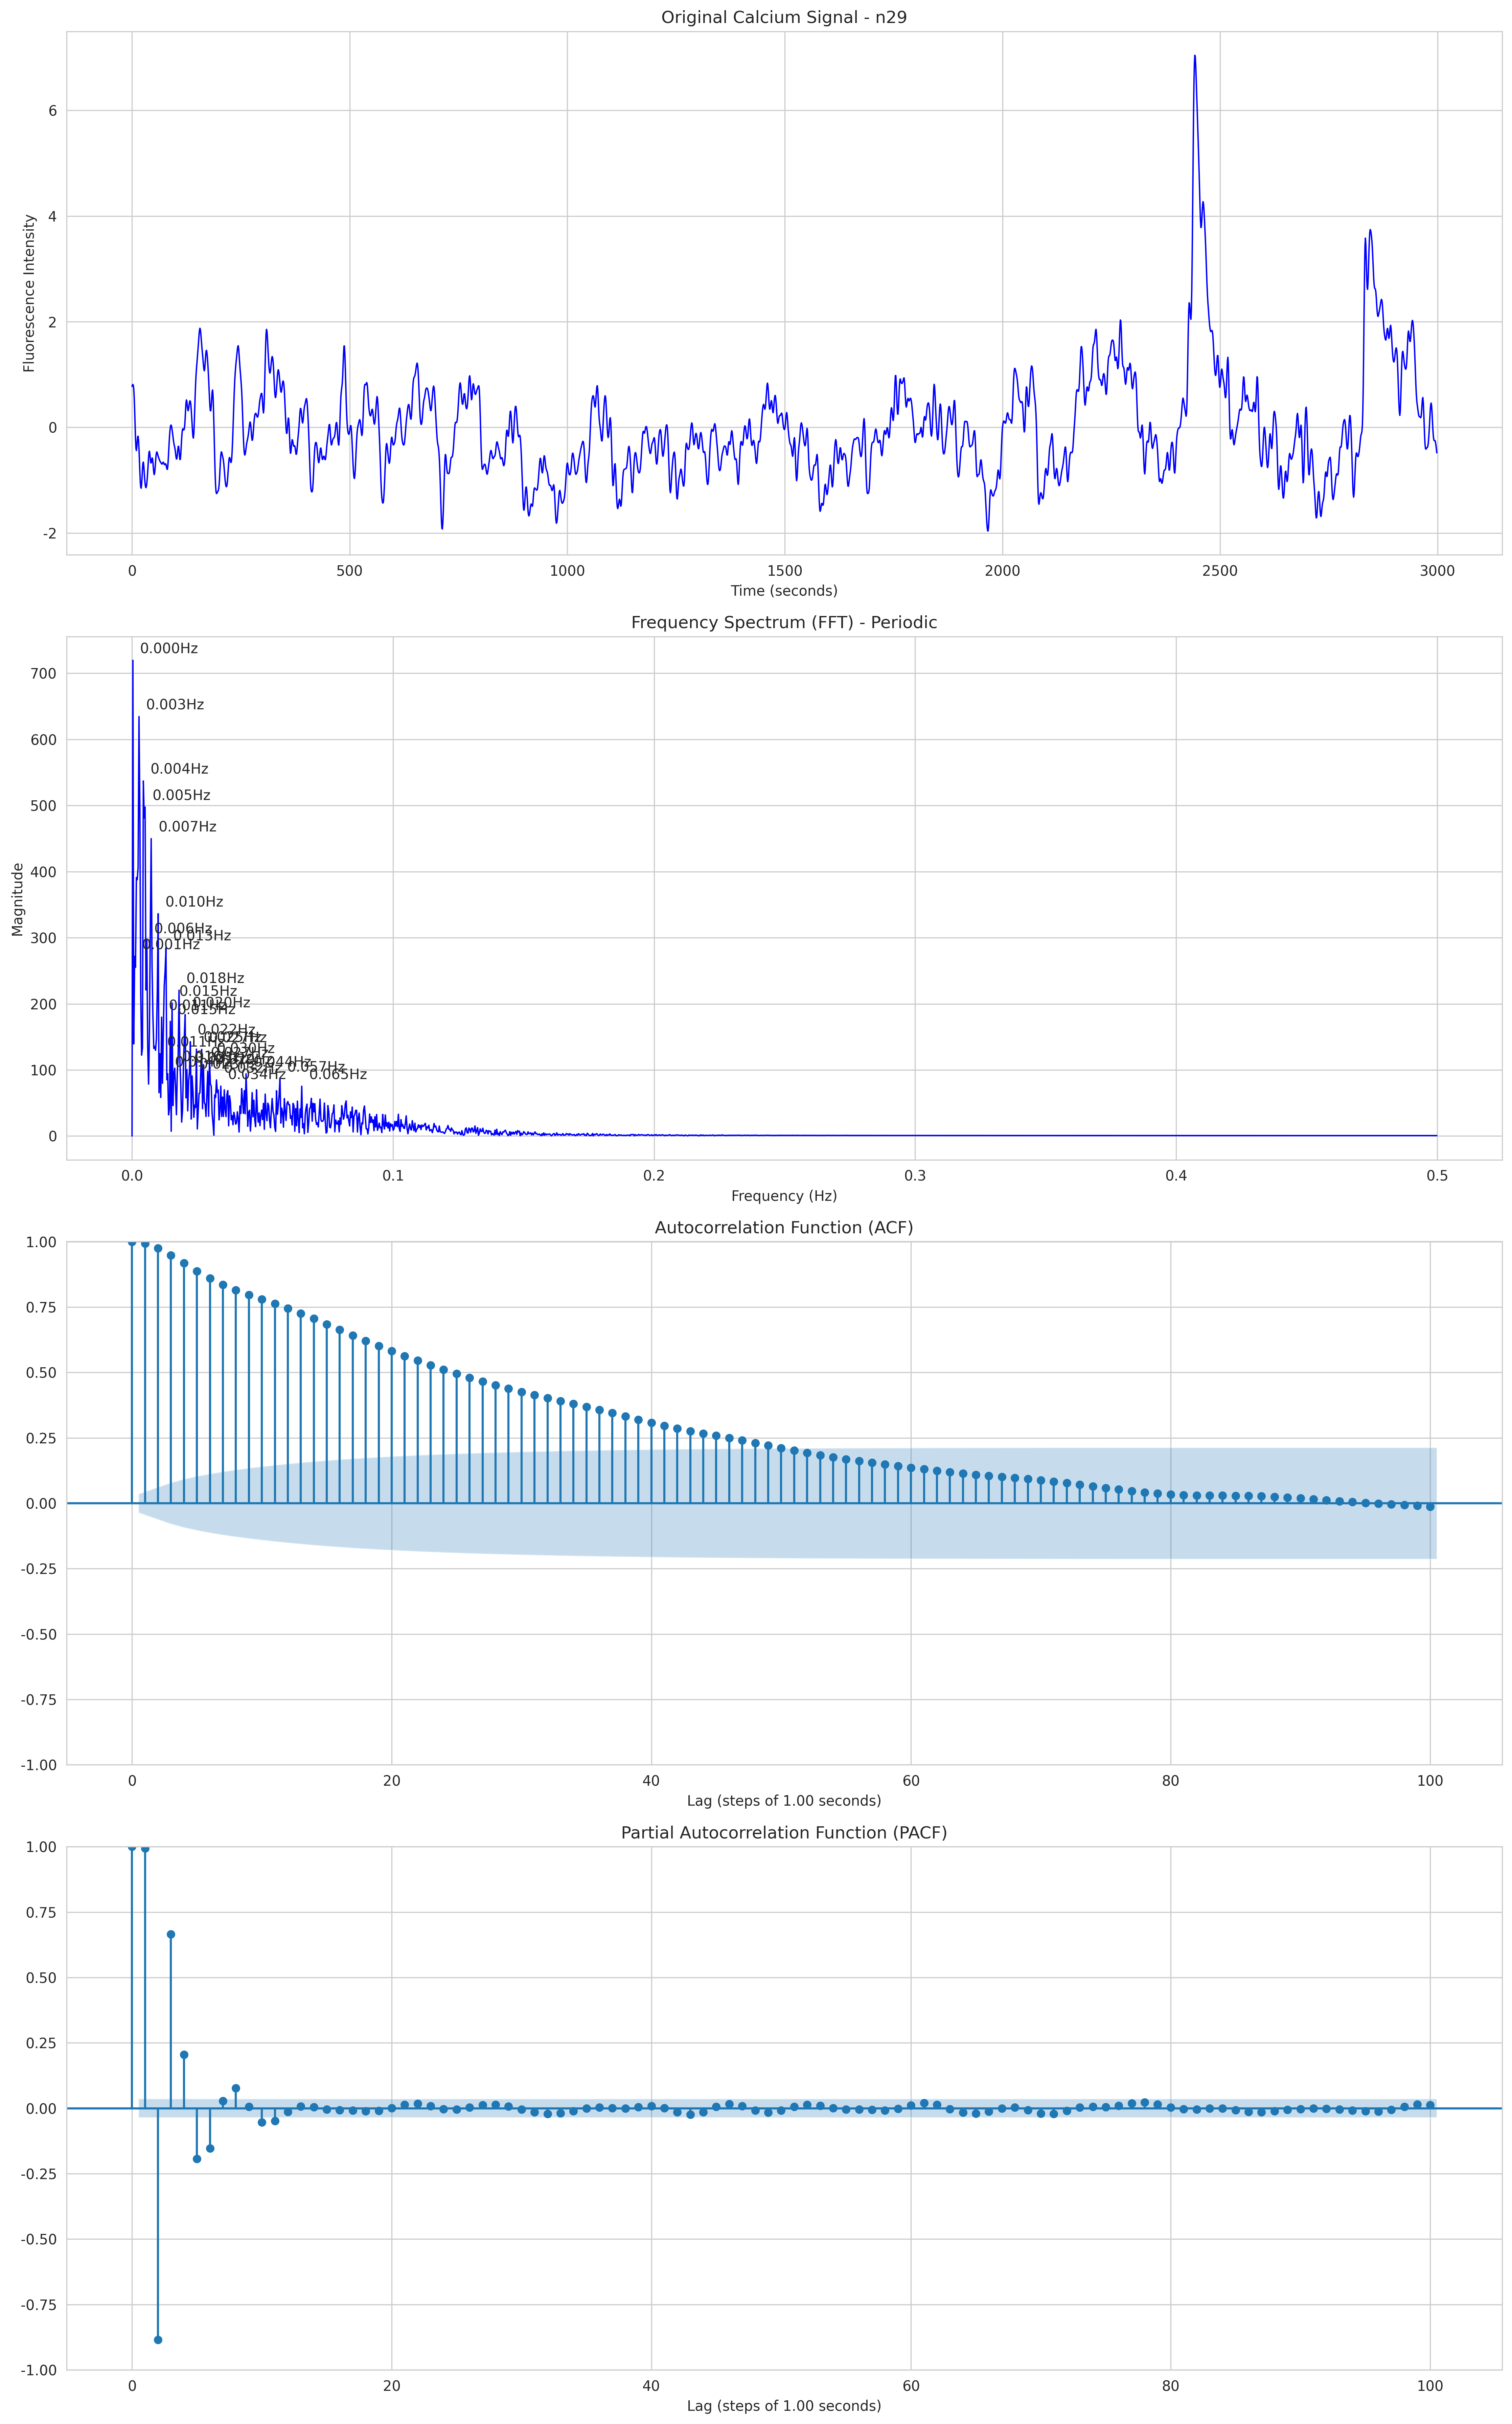 Original Calcium Signal - n29
Fluorescence Intensity
6
4
2
0
-2
0 500 1000 1500 2000 2500 3000
Time (seconds)
Frequency Spectrum (FFT) - Periodic
Magnitude
700
600
500
400
300
200
100
0
0.000Hz
0.003Hz
0.004Hz
0.005Hz
0.007Hz
0.010Hz
0.006Hz
0.013Hz
0.001Hz
0.018Hz
0.015Hz
0.020Hz
0.011Hz
0.015Hz
0.022Hz
0.011Hz
0.030Hz
0.057Hz
0.034Hz
0.065Hz
0.0 0.1 0.2 0.3 0.4 0.5
Frequency (Hz)
Autocorrelation Function (ACF)
1.00
0.75
0.50
0.25
0.00
-0.25
-0.50
-0.75
-1.00
0 20 40 60 80 100
Lag (steps of 1.00 seconds)
Partial Autocorrelation Function (PACF)
1.00
0.75
0.50
0.25
0.00
-0.25
-0.50
-0.75
-1.00
0 20 40 60 80 100
Lag (steps of 1.00 seconds)